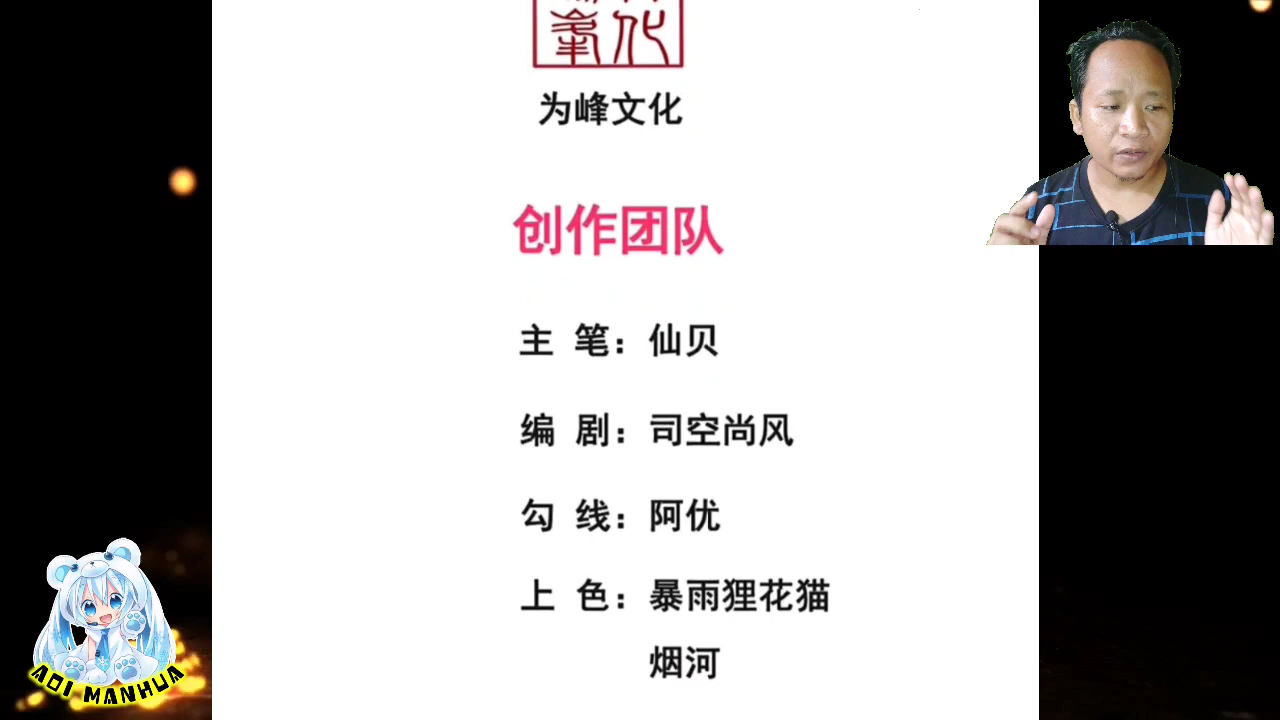 为峰文化
创作团队
主 笔：仙贝
编 剧：司空尚风
勾 线：阿优
上 色：暴雨狸花猫
烟河
AOI MANHUA